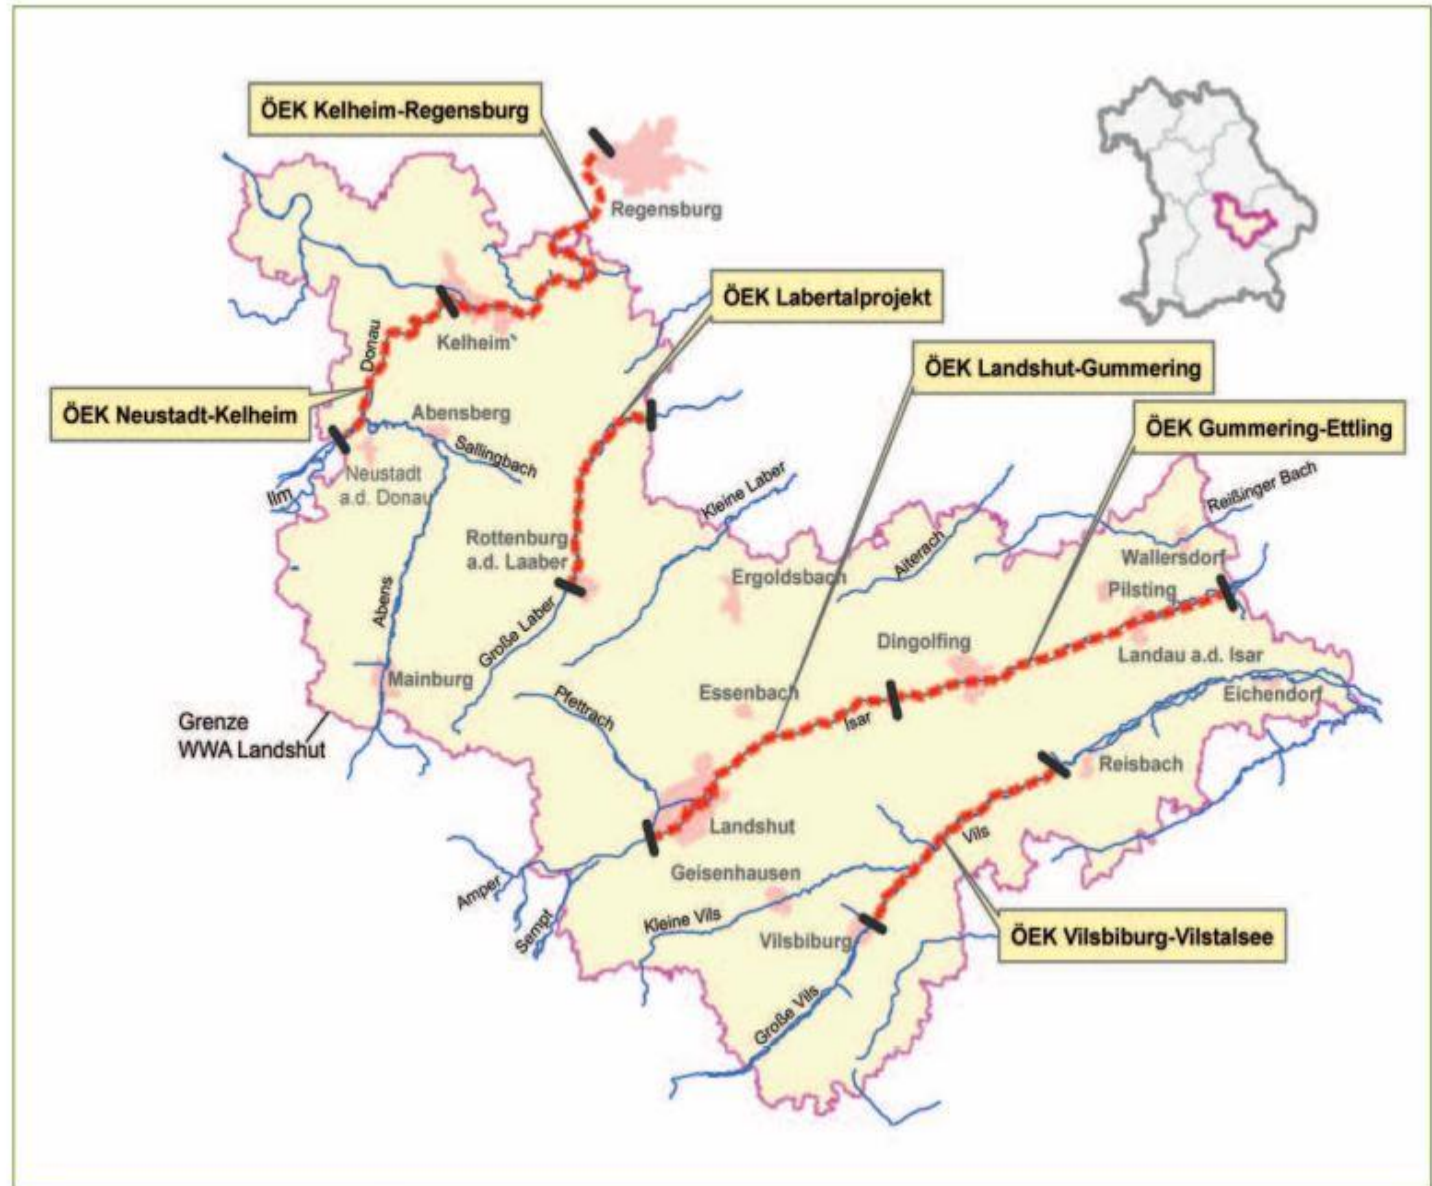 ÖEK Kelheim-Regensburg
Regensburg
ÖEK Labertalprojekt
Donau
Kelheim
ÖEK Landshut-Gummering
ÖEK Neustadt-Kelheim
Abensberg
ÖEK Gummering-Ettling
Sallingbach
Neustadt
a.d. Donau
Ilm
Kleine Laber
Reißinger Bach
Rottenburg
a.d. Laaber
Aiterach
Wallersdorf
Ergoldsbach
Pilsting
Abens
Große Laber
Dingolfing
Landau a.d. Isar
Mainburg
Essenbach
Eichendorf
Pfettrach
Grenze
WWA Landshut
Isar
Reisbach
Landshut
Vils
Geisenhausen
Amper
Sempt
Kleine Vils
Vilsbiburg
ÖEK Vilsbiburg-Vilstalsee
Große Vils